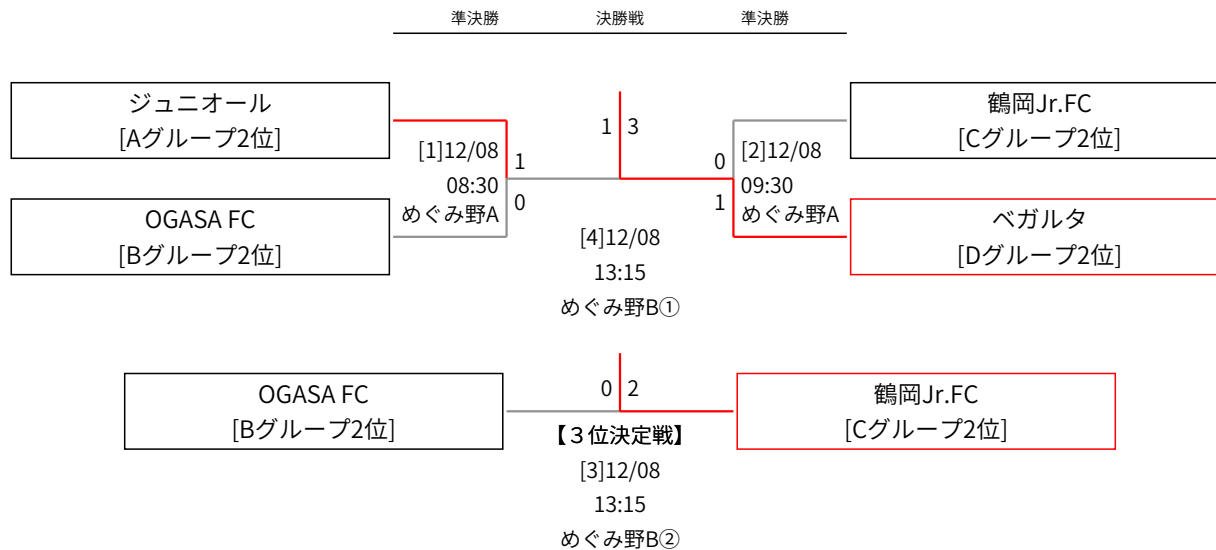 準決勝 決勝戦 準決勝
ジュニオール
[Aグループ2位]
OGASA FC
[Bグループ2位]
[1]12/08
08:30
めぐみ野A
1
0
1 3
[4]12/08
13:15
めぐみ野B①
0
1
[2]12/08
09:30
めぐみ野A
鶴岡Jr.FC
[Cグループ2位]
ベガルタ
[Dグループ2位]
OGASA FC
[Bグループ2位]
0 2
【３位決定戦】
[3]12/08
13:15
めぐみ野B②
鶴岡Jr.FC
[Cグループ2位]